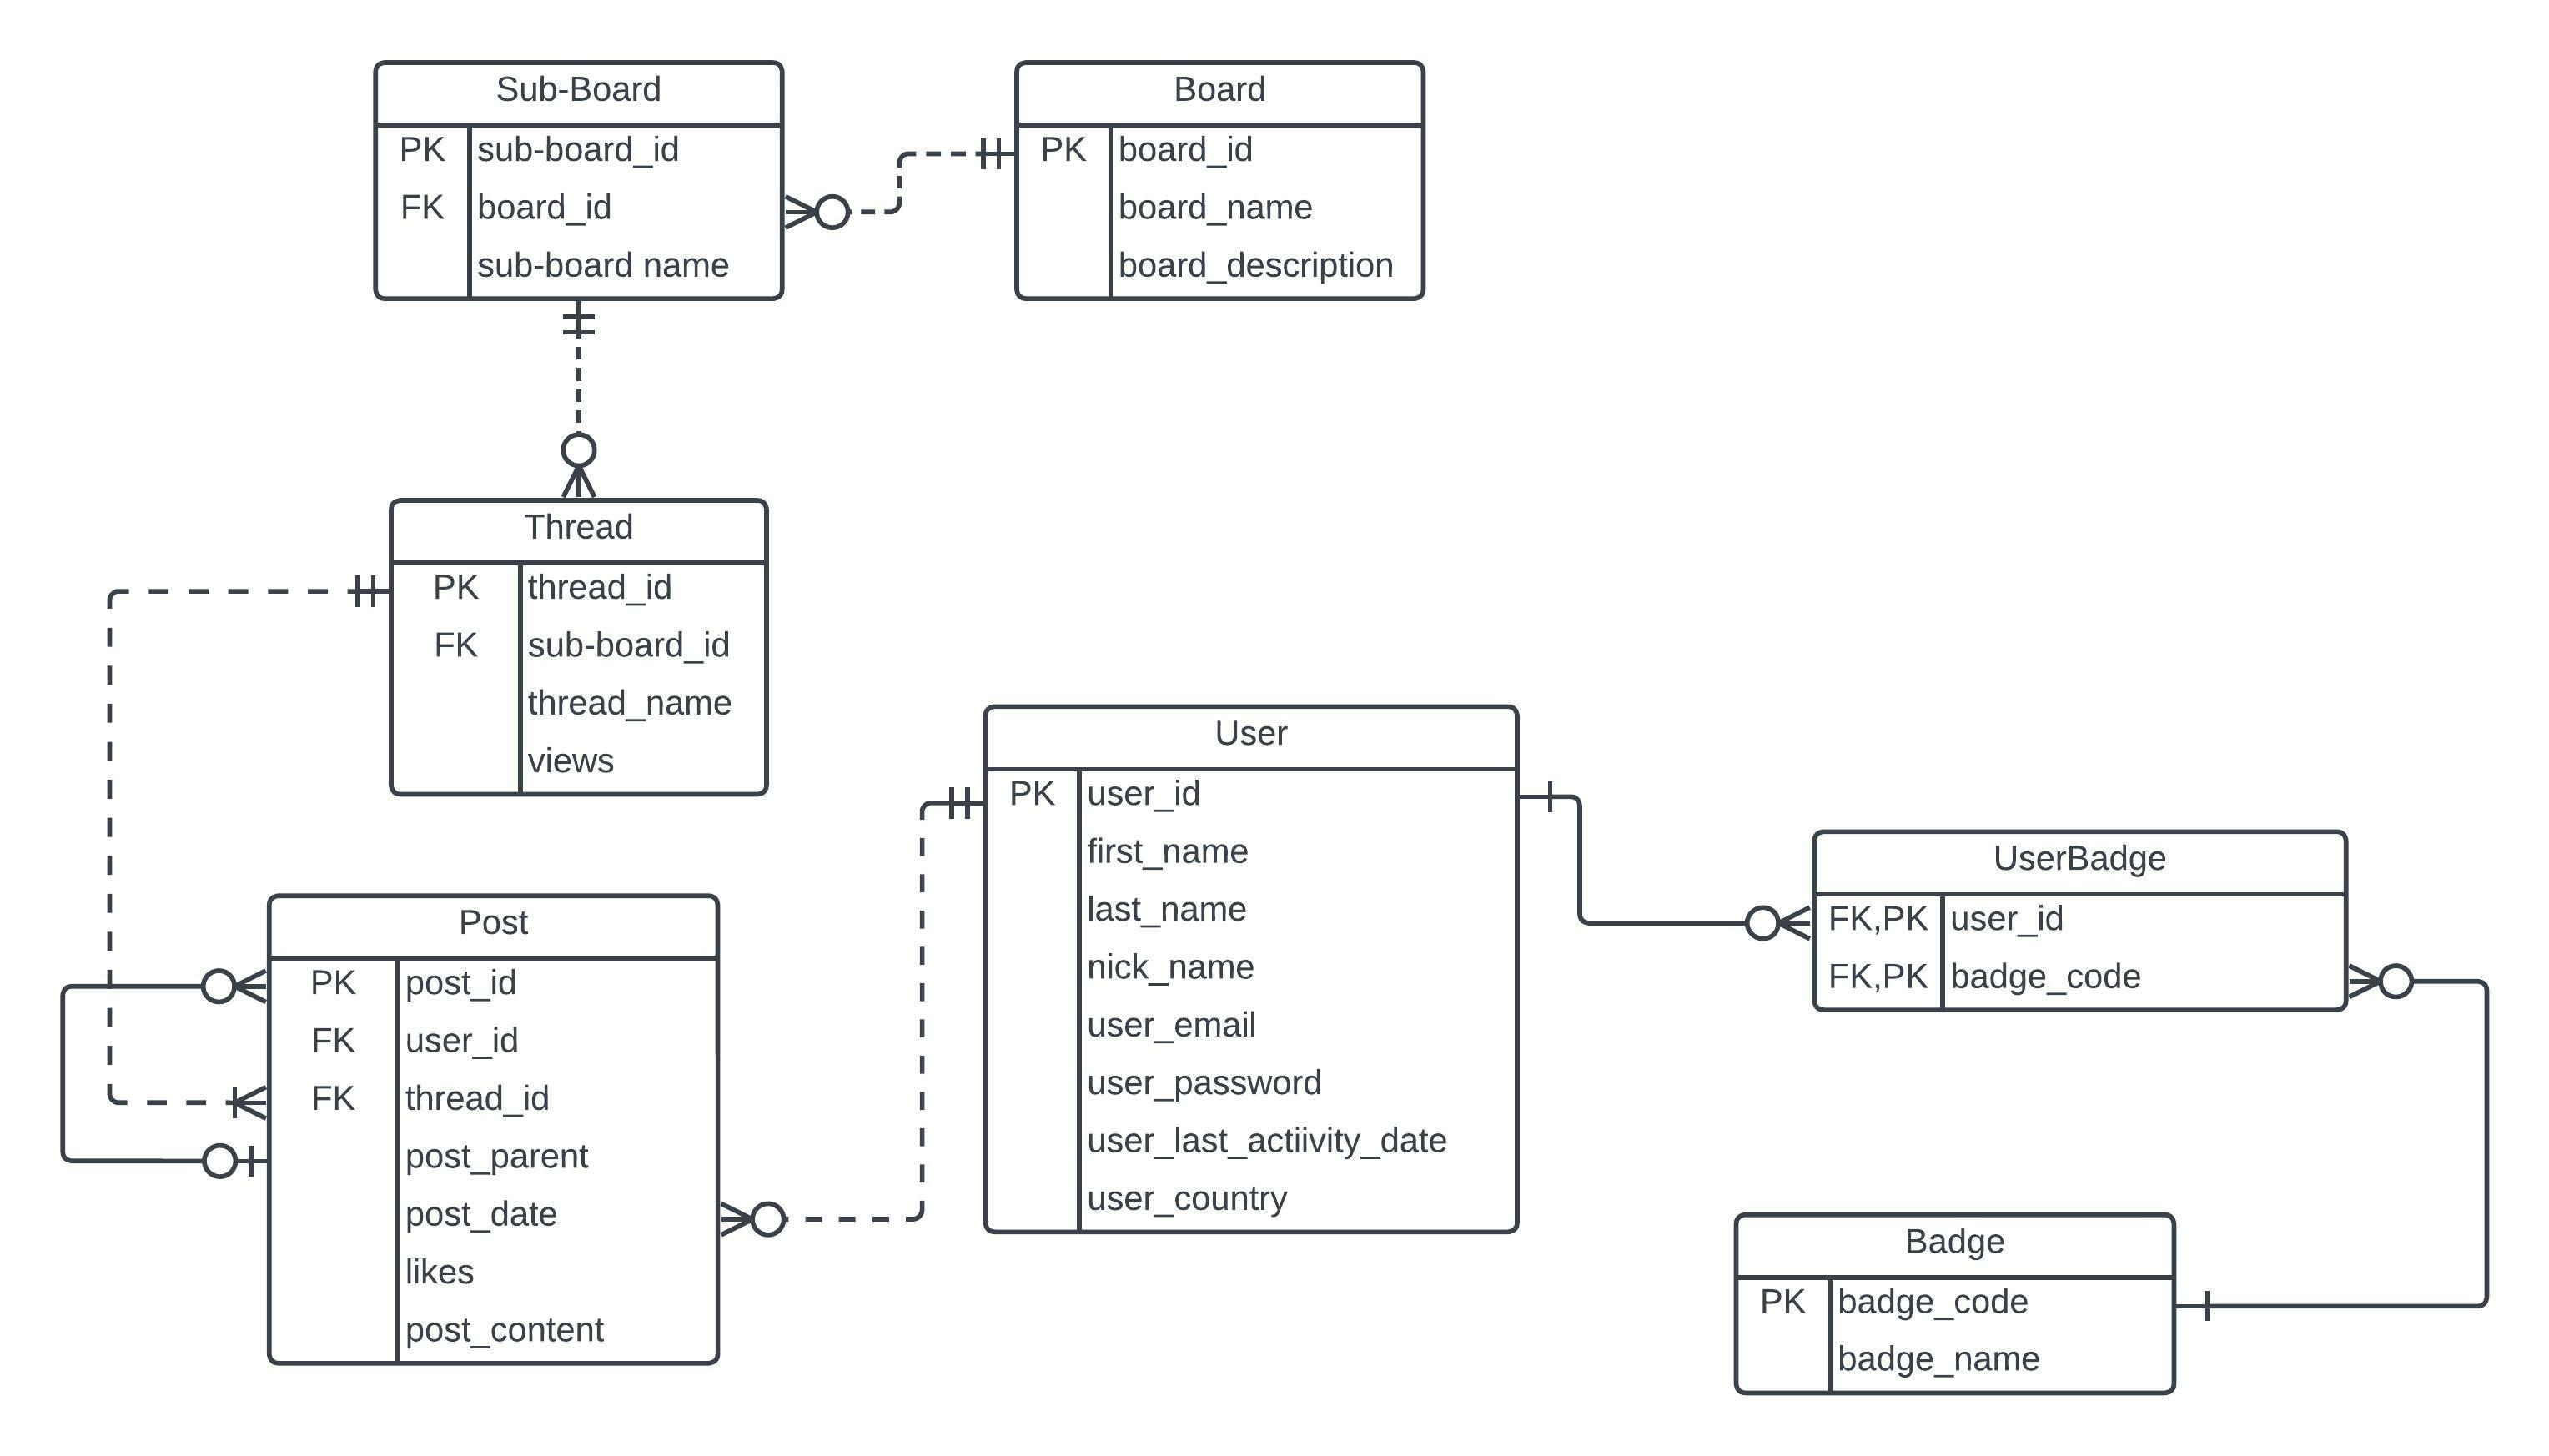 Sub-Board
PK sub-board_id
FK board_id
sub-board name
Board
PK board_id
board_name
board_description
Thread
PK thread_id
FK sub-board_id
thread_name
views
User
PK user_id
first_name
last_name
nick_name
user_email
user_password
user_last_actiivity_date
user_country
UserBadge
FK,PK user_id
FK,PK badge_code
Post
PK post_id
FK user_id
FK thread_id
post_parent
post_date
likes
post_content
Badge
PK badge_code
badge_name